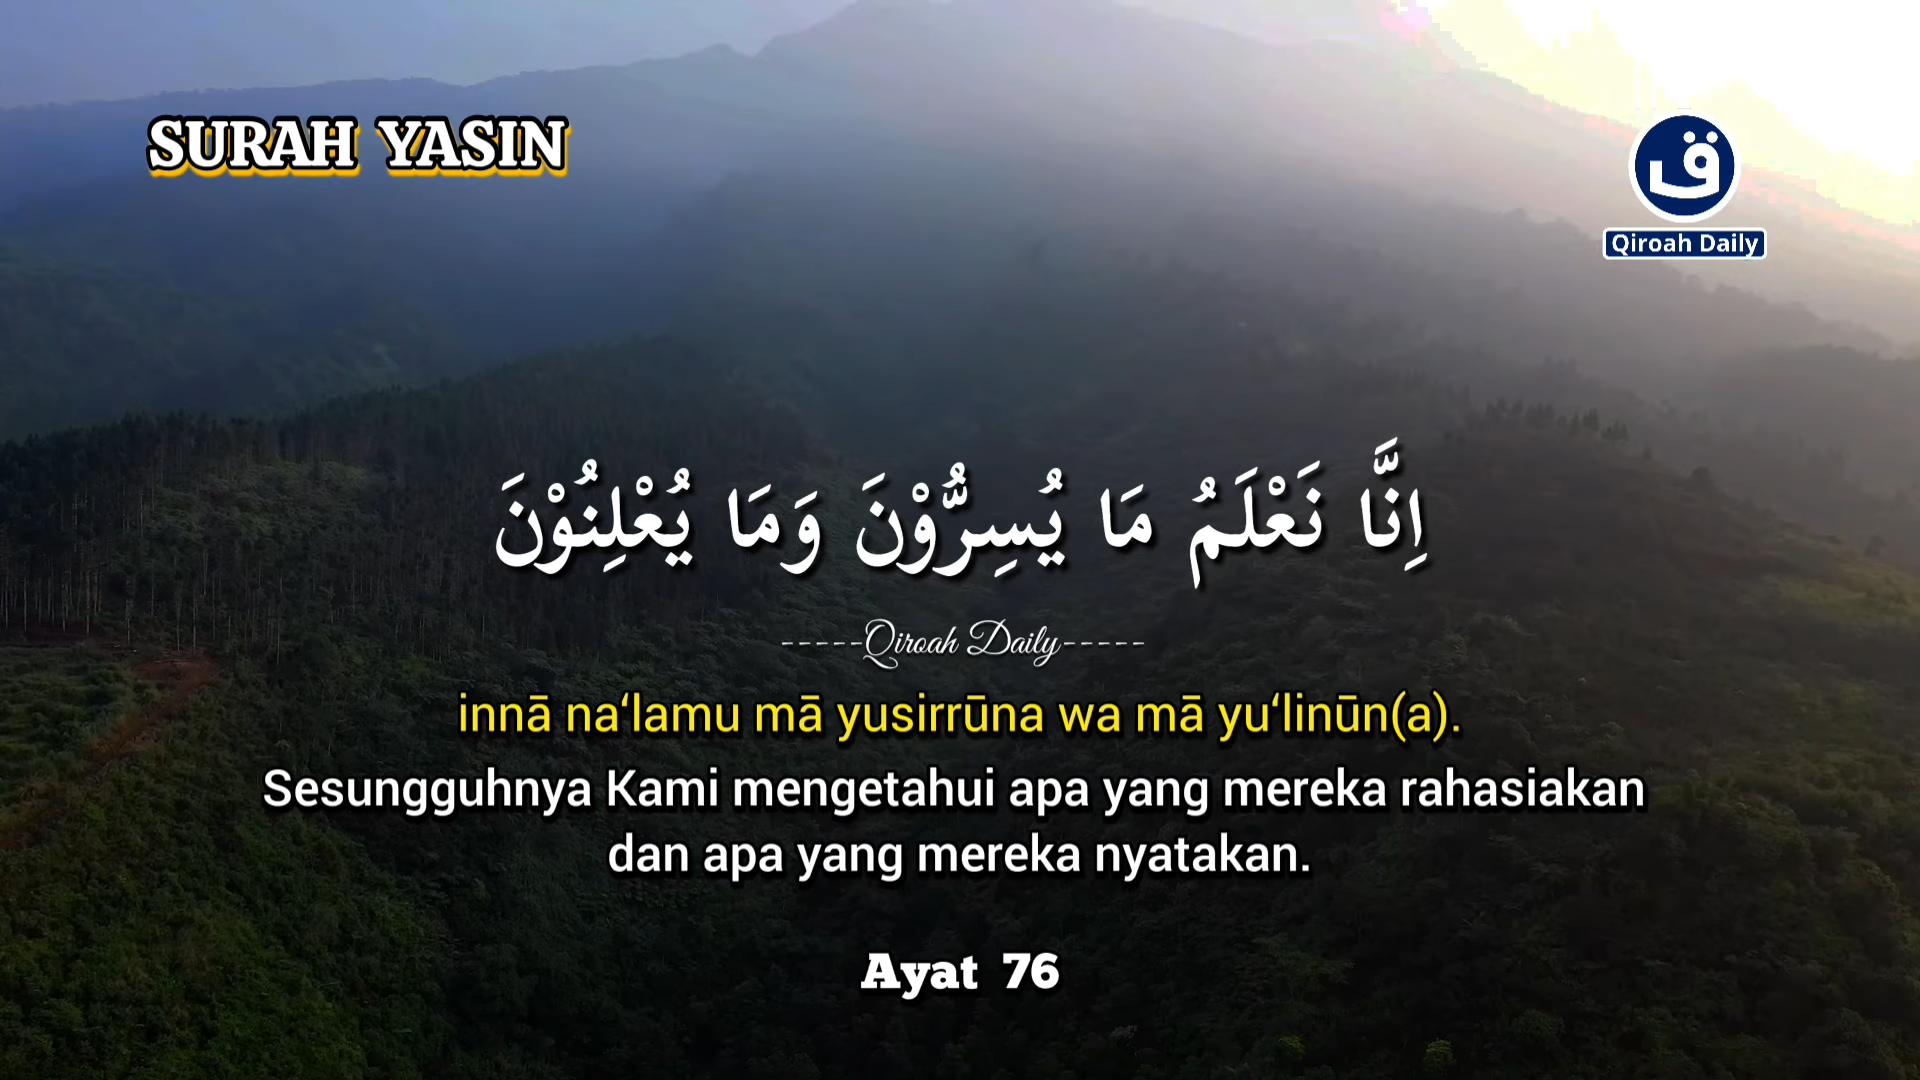 SURAH YASIN
ق
Qiroah Daily
اِنَّا نَعْلَمُ مَا يُسِرُّوْنَ وَمَا يُعْلِنُوْنَ
-----Qiroah Daily-----
innā na‘lamu mā yusirrūna wa mā yu‘linūn(a).
Sesungguhnya Kami mengetahui apa yang mereka rahasiakan
dan apa yang mereka nyatakan.
Ayat 76